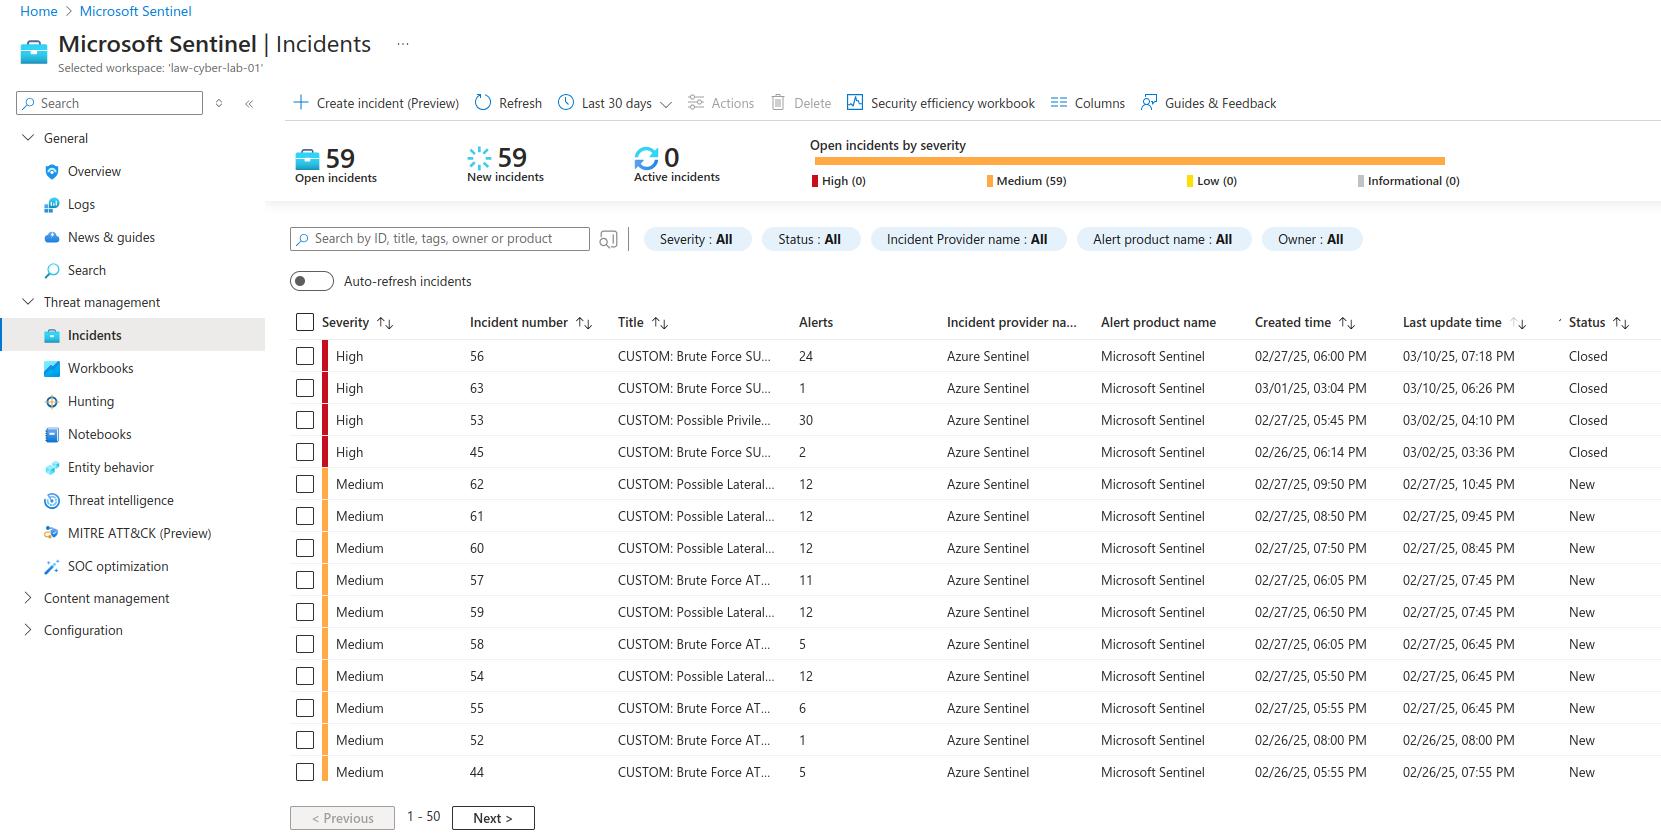 Home > Microsoft Sentinel
Microsoft Sentinel | Incidents ...
Selected workspace: 'law-cyber-lab-01'
Search
General
Overview
Logs
News & guides
Search
Threat management
Incidents
Workbooks
Hunting
Notebooks
Entity behavior
Threat intelligence
MITRE ATT&CK (Preview)
SOC optimization
Content management
Configuration
Create incident (Preview) Refresh Last 30 days Actions Delete Security efficiency workbook Columns Guides & Feedback
59 Open incidents
59 New incidents
0 Active incidents
Open incidents by severity
High (0) Medium (59) Low (0) Informational (0)
Search by ID, title, tags, owner or product
Severity : All Status : All Incident Provider name : All Alert product name : All Owner : All
Auto-refresh incidents
Severity Incident number Title Alerts Incident provider na... Alert product name Created time Last update time Status
High 56 CUSTOM: Brute Force SU... 24 Azure Sentinel Microsoft Sentinel 02/27/25, 06:00 PM 03/10/25, 07:18 PM Closed
High 63 CUSTOM: Brute Force SU... 1 Azure Sentinel Microsoft Sentinel 03/01/25, 03:04 PM 03/10/25, 06:26 PM Closed
High 53 CUSTOM: Possible Privile... 30 Azure Sentinel Microsoft Sentinel 02/27/25, 05:45 PM 03/02/25, 04:10 PM Closed
High 45 CUSTOM: Brute Force SU... 2 Azure Sentinel Microsoft Sentinel 02/26/25, 06:14 PM 03/02/25, 03:36 PM Closed
Medium 62 CUSTOM: Possible Lateral... 12 Azure Sentinel Microsoft Sentinel 02/27/25, 09:50 PM 02/27/25, 10:45 PM New
Medium 61 CUSTOM: Possible Lateral... 12 Azure Sentinel Microsoft Sentinel 02/27/25, 08:50 PM 02/27/25, 09:45 PM New
Medium 60 CUSTOM: Possible Lateral... 12 Azure Sentinel Microsoft Sentinel 02/27/25, 07:50 PM 02/27/25, 08:45 PM New
Medium 57 CUSTOM: Brute Force AT... 11 Azure Sentinel Microsoft Sentinel 02/27/25, 06:05 PM 02/27/25, 07:45 PM New
Medium 59 CUSTOM: Possible Lateral... 12 Azure Sentinel Microsoft Sentinel 02/27/25, 06:50 PM 02/27/25, 07:45 PM New
Medium 58 CUSTOM: Brute Force AT... 5 Azure Sentinel Microsoft Sentinel 02/27/25, 06:05 PM 02/27/25, 06:45 PM New
Medium 54 CUSTOM: Possible Lateral... 12 Azure Sentinel Microsoft Sentinel 02/27/25, 05:50 PM 02/27/25, 06:45 PM New
Medium 55 CUSTOM: Brute Force AT... 6 Azure Sentinel Microsoft Sentinel 02/27/25, 05:55 PM 02/27/25, 06:45 PM New
Medium 52 CUSTOM: Brute Force AT... 1 Azure Sentinel Microsoft Sentinel 02/26/25, 08:00 PM 02/26/25, 08:00 PM New
Medium 44 CUSTOM: Brute Force AT... 5 Azure Sentinel Microsoft Sentinel 02/26/25, 05:55 PM 02/26/25, 07:55 PM New
< Previous 1 - 50 Next >